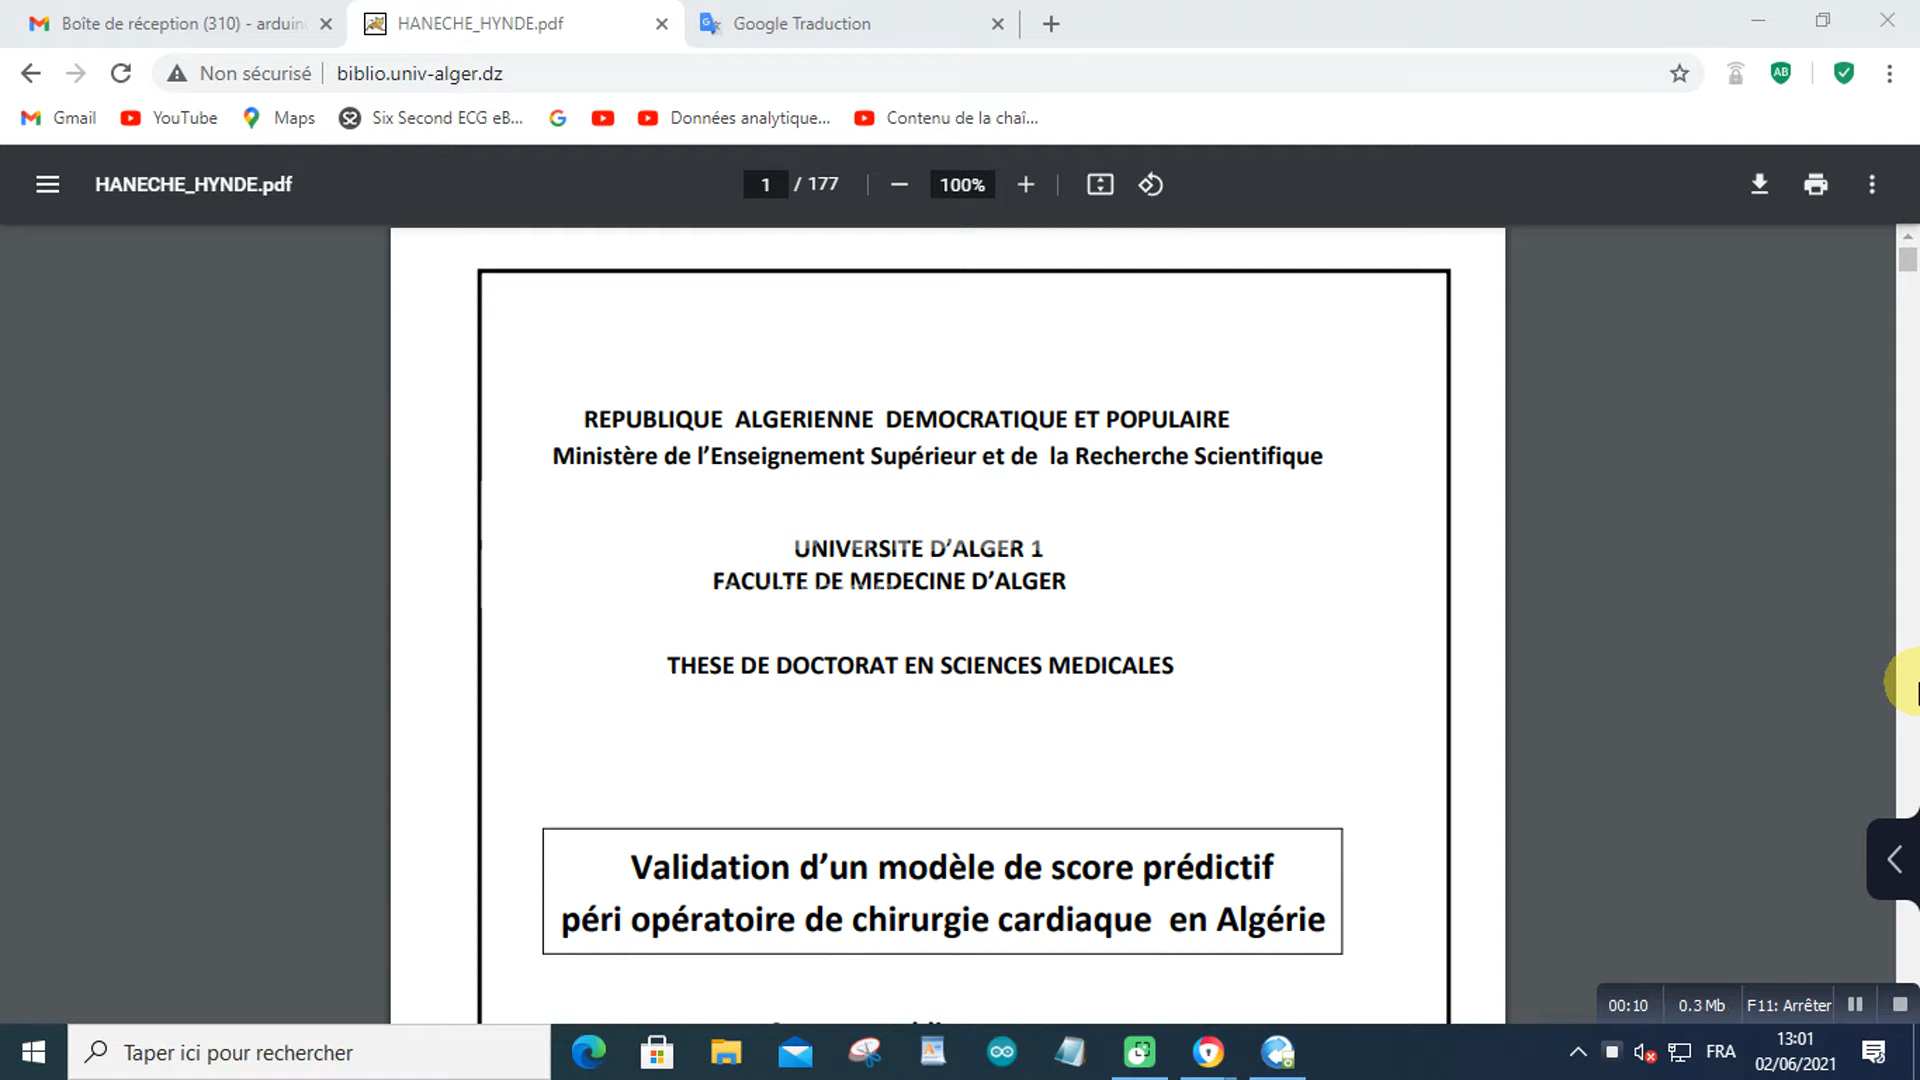 Boîte de réception (310) - arduin
HANECHE_HYNDE.pdf
Google Traduction
Non sécurisé
biblio.univ-alger.dz
AB
Gmail
YouTube
Maps
Six Second ECG eB...
Données analytique...
Contenu de la chaî...
HANECHE_HYNDE.pdf
1 / 177
100%
REPUBLIQUE ALGERIENNE DEMOCRATIQUE ET POPULAIRE
Ministère de l’Enseignement Supérieur et de la Recherche Scientifique
UNIVERSITE D’ALGER 1
FACULTE DE MEDECINE D’ALGER
THESE DE DOCTORAT EN SCIENCES MEDICALES
Validation d’un modèle de score prédictif
péri opératoire de chirurgie cardiaque en Algérie
00:10
0.3 Mb
F11: Arrêter
Taper ici pour rechercher
FRA
13:01
02/06/2021